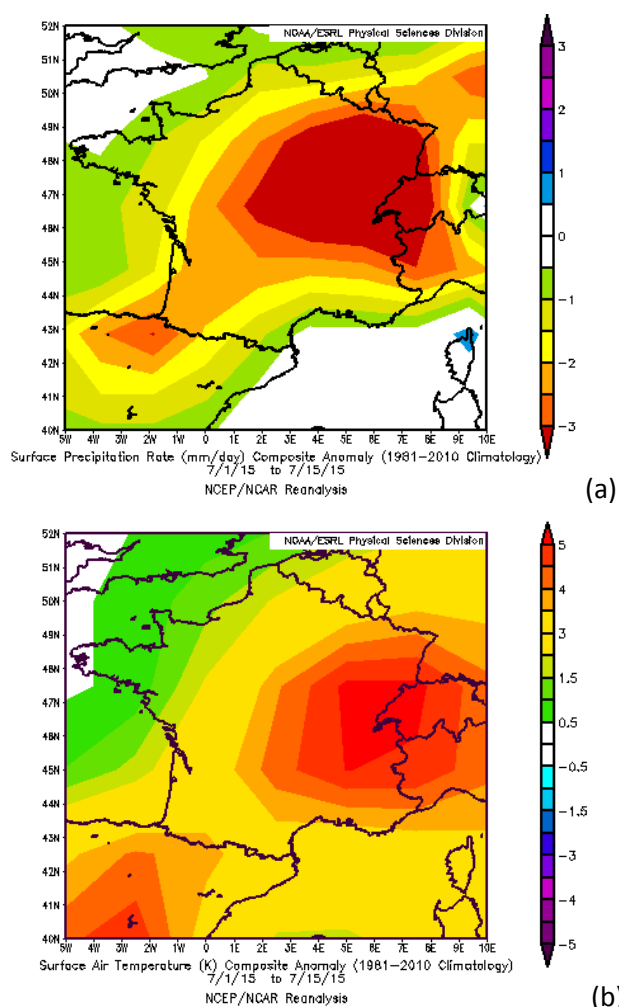 NOAA/ESRL Physical Sciences Division
52N
51N
50N
49N
48N
47N
46N
45N
44N
43N
42N
41N
40N
5W 4W 3W 2W 1W 0 1E 2E 3E 4E 5E 6E 7E 8E 9E 10E
3
2
1
0
-1
-2
-3
Surface Precipitation Rate (mm/day) Composite Anomaly (1981-2010 Climatology)
7/1/15 to 7/15/15
NCEP/NCAR Reanalysis
(a)
NOAA/ESRL Physical Sciences Division
52N
51N
50N
49N
48N
47N
46N
45N
44N
43N
42N
41N
40N
5W 4W 3W 2W 1W 0 1E 2E 3E 4E 5E 6E 7E 8E 9E 10E
5
4
3
1.5
0.5
-0.5
-1.5
-3
-4
-5
Surface Air Temperature (K) Composite Anomaly (1981-2010 Climatology)
7/1/15 to 7/15/15
NCEP/NCAR Reanalysis
(b)